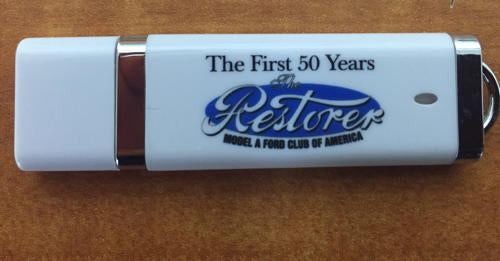 The First 50 Years
The
Restorer
MODEL A FORD CLUB OF AMERICA